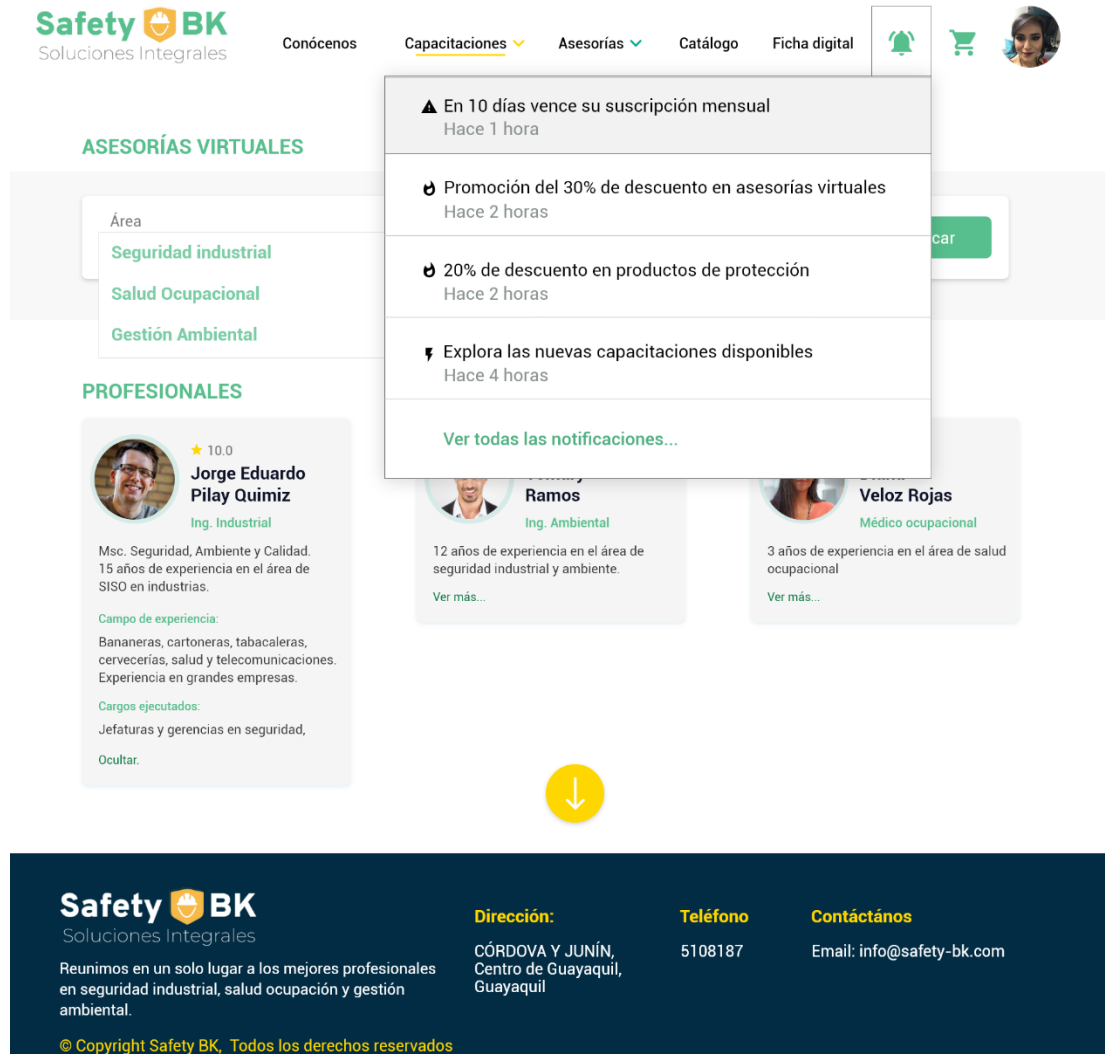 Safety BK
Soluciones Integrales
Conócenos
Capacitaciones
Asesorías
Catálogo
Ficha digital
En 10 días vence su suscripción mensual
Hace 1 hora
Promoción del 30% de descuento en asesorías virtuales
Hace 2 horas
20% de descuento en productos de protección
Hace 2 horas
Explora las nuevas capacitaciones disponibles
Hace 4 horas
Ver todas las notificaciones...
ASESORÍAS VIRTUALES
Área
Seguridad industrial
Salud Ocupacional
Gestión Ambiental
car
PROFESIONALES
10.0
Jorge Eduardo
Pilay Quimiz
Ing. Industrial
Msc. Seguridad, Ambiente y Calidad.
15 años de experiencia en el área de
SISO en industrias.
Campo de experiencia:
Bananeras, cartoneras, tabacaleras,
cervecerías, salud y telecomunicaciones.
Experiencia en grandes empresas.
Cargos ejecutados:
Jefaturas y gerencias en seguridad,
Ocultar.
Ramos
Ing. Ambiental
12 años de experiencia en el área de
seguridad industrial y ambiente.
Ver más...
Veloz Rojas
Médico ocupacional
3 años de experiencia en el área de salud
ocupacional
Ver más...
Safety BK
Soluciones Integrales
Reunimos en un solo lugar a los mejores profesionales
en seguridad industrial, salud ocupación y gestión
ambiental.
© Copyright Safety BK, Todos los derechos reservados
Dirección:
CÓRDOVA Y JUNÍN,
Centro de Guayaquil,
Guayaquil
Teléfono
5108187
Contáctános
Email: info@safety-bk.com